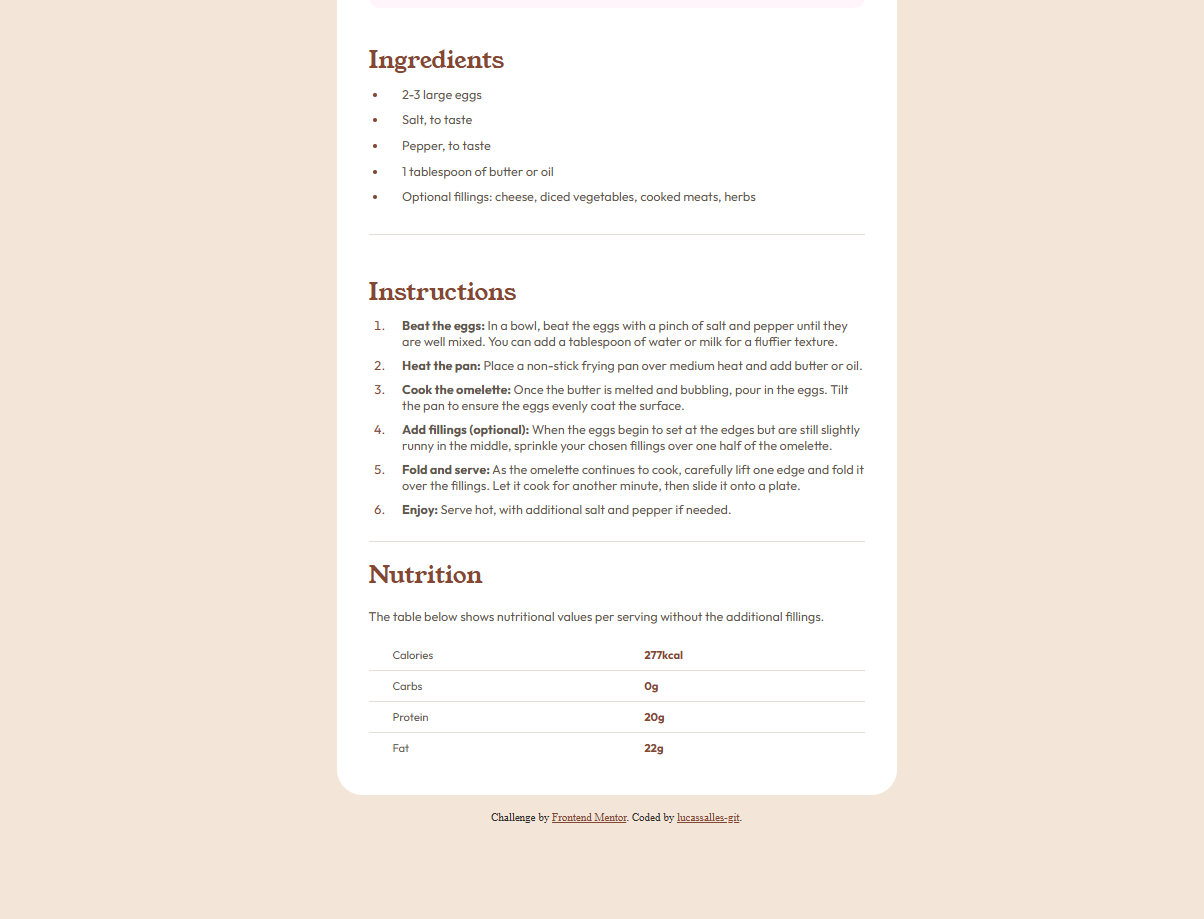 Ingredients
• 2-3 large eggs
• Salt, to taste
• Pepper, to taste
• 1 tablespoon of butter or oil
• Optional fillings: cheese, diced vegetables, cooked meats, herbs
Instructions
1. Beat the eggs: In a bowl, beat the eggs with a pinch of salt and pepper until they
are well mixed. You can add a tablespoon of water or milk for a fluffier texture.
2. Heat the pan: Place a non-stick frying pan over medium heat and add butter or oil.
3. Cook the omelette: Once the butter is melted and bubbling, pour in the eggs. Tilt
the pan to ensure the eggs evenly coat the surface.
4. Add fillings (optional): When the eggs begin to set at the edges but are still slightly
runny in the middle, sprinkle your chosen fillings over one half of the omelette.
5. Fold and serve: As the omelette continues to cook, carefully lift one edge and fold it
over the fillings. Let it cook for another minute, then slide it onto a plate.
6. Enjoy: Serve hot, with additional salt and pepper if needed.
Nutrition
The table below shows nutritional values per serving without the additional fillings.
Calories 277kcal
Carbs 0g
Protein 20g
Fat 22g
Challenge by Frontend Mentor. Coded by lucassalles-git.